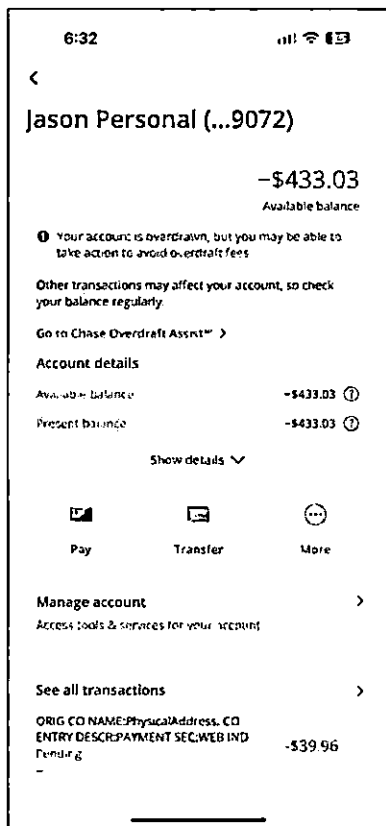 6:32
Jason Personal (...9072)
−$433.03
Available balance
Your account is overdrawn, but you may be able to
take action to avoid overdraft fees
Other transactions may affect your account, so check
your balance regularly.
Go to Chase Overdraft Assist℠ >
Account details
Available balance −$433.03
Present balance −$433.03
Show details
Pay Transfer More
Manage account
Access tools & services for your account
See all transactions
ORIG CO NAME:PhysicalAddress. CO
ENTRY DESCR:PAYMENT SEC:WEB IND
-$39.96
Pending